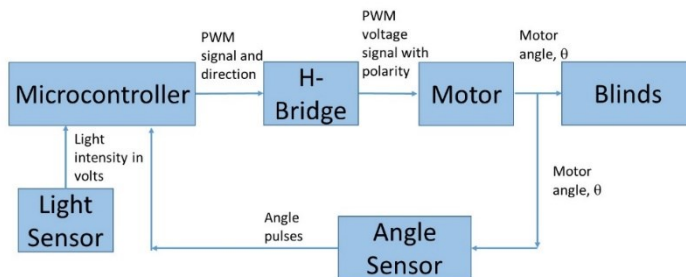 PWM
signal and
direction
PWM
voltage
signal with
polarity
Motor
angle, θ
Microcontroller
H-
Bridge
Motor
Blinds
Light
intensity in
volts
Motor
angle, θ
Light
Sensor
Angle
pulses
Angle
Sensor